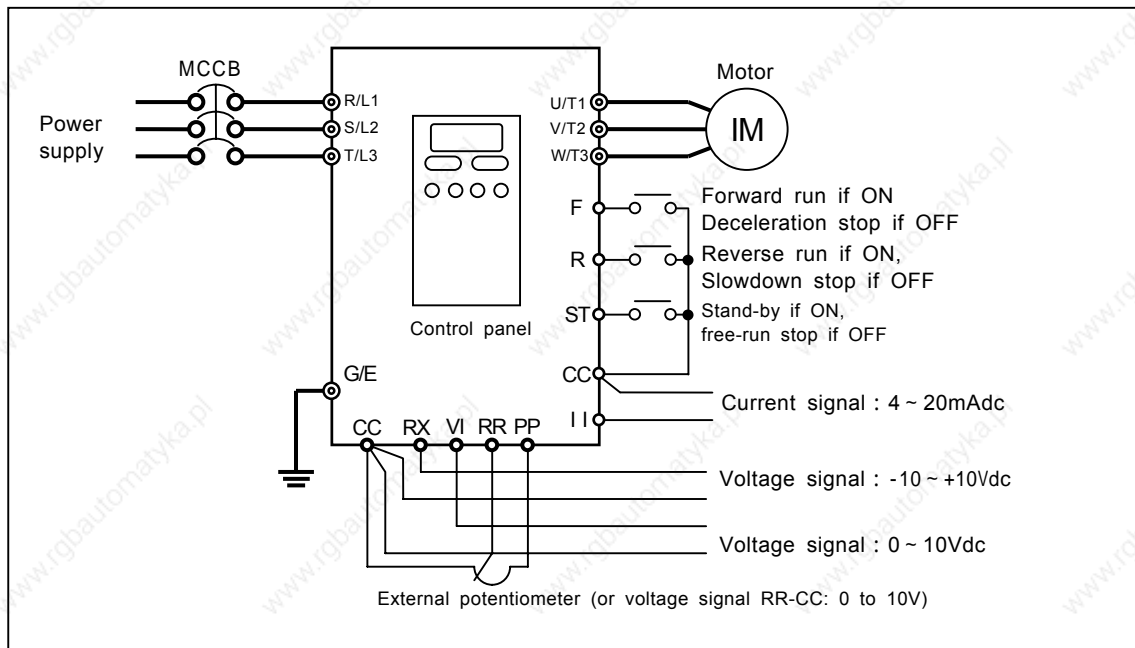 MCCB
Power
supply
R/L1
S/L2
T/L3
U/T1
V/T2
W/T3
Motor
IM
Control panel
F
Forward run if ON
Deceleration stop if OFF
R
Reverse run if ON,
Slowdown stop if OFF
ST
Stand-by if ON,
free-run stop if OFF
G/E
CC
Current signal : 4 ~ 20mAdc
I I
CC RX VI RR PP
Voltage signal : -10 ~ +10Vdc
Voltage signal : 0 ~ 10Vdc
External potentiometer (or voltage signal RR-CC: 0 to 10V)
www.rgbautomatyka.pl